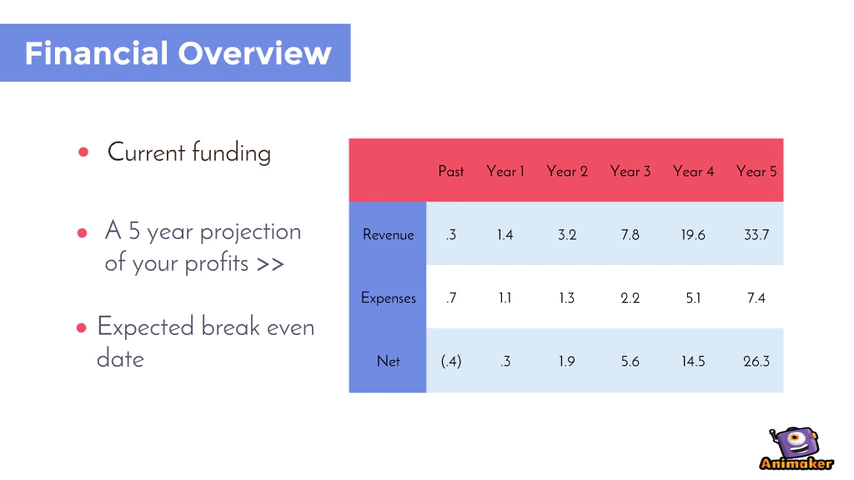 Financial Overview
Current funding
A 5 year projection
of your profits >>
Expected break even
date
Past Year 1 Year 2 Year 3 Year 4 Year 5
Revenue .3 1.4 3.2 7.8 19.6 33.7
Expenses .7 1.1 1.3 2.2 5.1 7.4
Net (.4) .3 1.9 5.6 14.5 26.3
Animaker